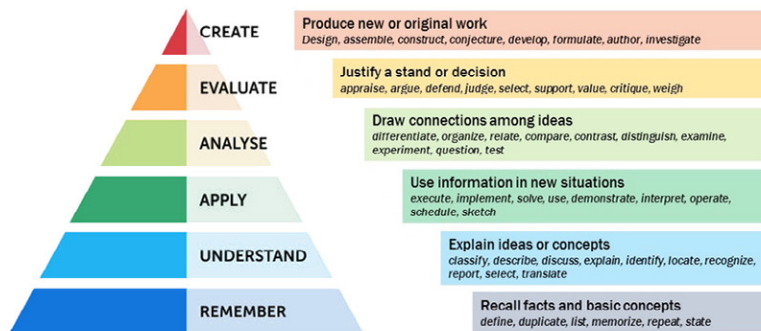 CREATE
Produce new or original work
Design, assemble, construct, conjecture, develop, formulate, author, investigate
EVALUATE
Justify a stand or decision
appraise, argue, defend, judge, select, support, value, critique, weigh
ANALYSE
Draw connections among ideas
differentiate, organize, relate, compare, contrast, distinguish, examine,
experiment, question, test
APPLY
Use information in new situations
execute, implement, solve, use, demonstrate, interpret, operate,
schedule, sketch
UNDERSTAND
Explain ideas or concepts
classify, describe, discuss, explain, identify, locate, recognize,
report, select, translate
REMEMBER
Recall facts and basic concepts
define, duplicate, list, memorize, repeat, state